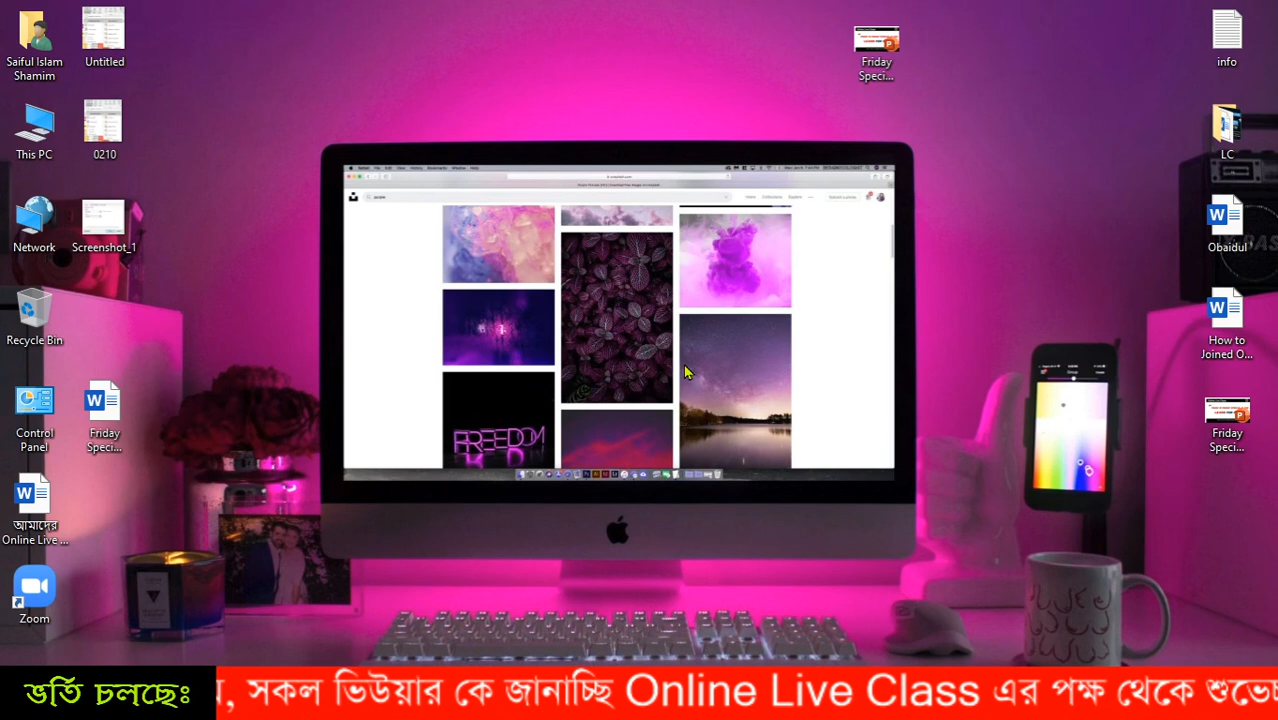 Saiful Islam
Shamim
Untitled
This PC
0210
Network
Screenshot_1
Recycle Bin
Control
Panel
Friday
Speci...
আমাদের
Online Live ...
Zoom
Friday
Speci...
info
LC
Obaidul
How to
Joined O...
Friday
Speci...
FREEDOM
ভর্তি চলছেঃ
সকল ভিউয়ার কে জানাচ্ছি Online Live Class এর পক্ষ থেকে